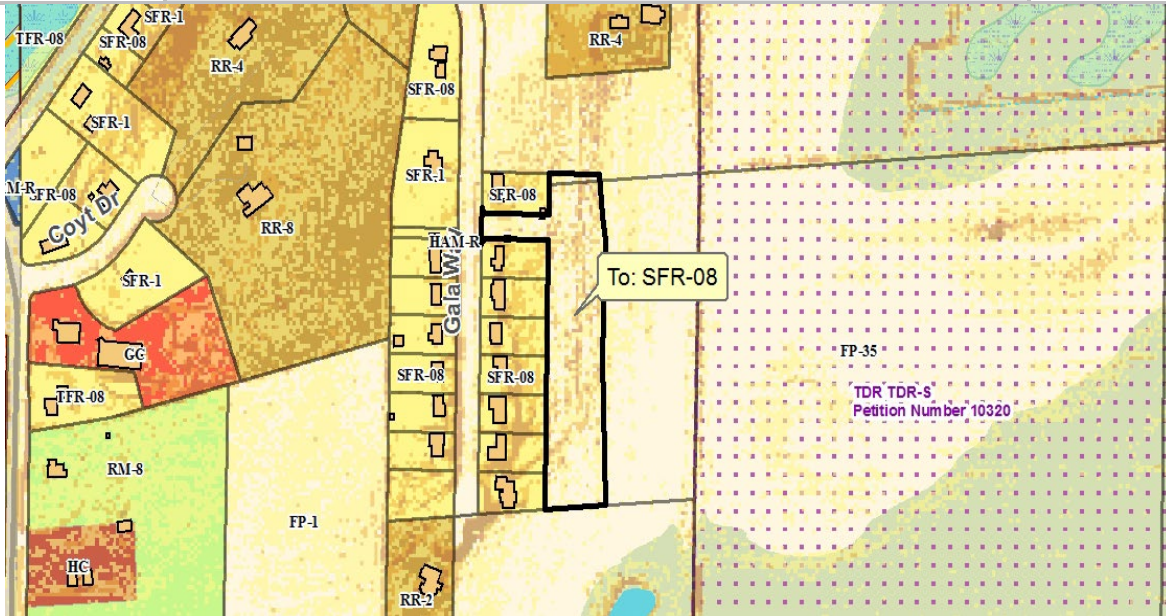 SFR-1
TFR-08
SFR-08
RR-4
RR-4
SFR-08
SFR-1
SFR-1
SFR-08
SFR-08
Coyt Dr
RR-8
HAM-R
Gala Way
SFR-1
To: SFR-08
GC
FP-35
TFR-08
SFR-08
SFR-08
TDR TDR-S
Petition Number 10320
RM-8
FP-1
HC
RR-2